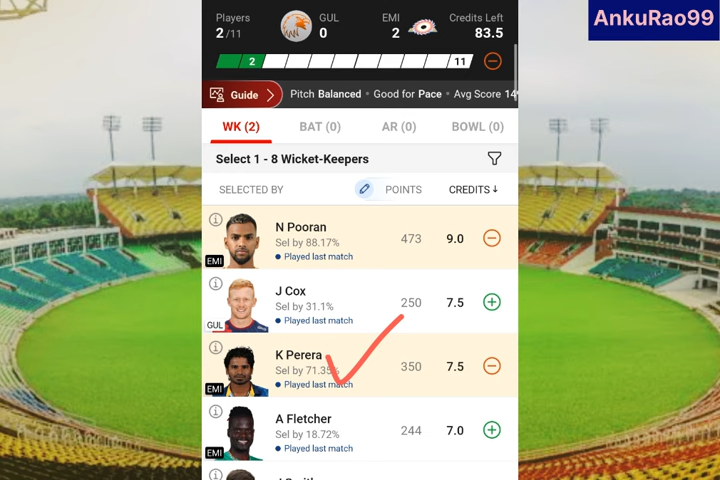 AnkuRao99
Players
2/11
GUL
0
EMI
2
Credits Left
83.5
2
11
Guide
Pitch Balanced • Good for Pace • Avg Score
WK (2)
BAT (0)
AR (0)
BOWL (0)
Select 1 - 8 Wicket-Keepers
SELECTED BY
POINTS
CREDITS↓
N Pooran
Sel by 88.17%
Played last match
EMI
473
9.0
J Cox
Sel by 31.1%
Played last match
GUL
250
7.5
K Perera
Sel by 71.35%
Played last match
EMI
350
7.5
A Fletcher
Sel by 18.72%
Played last match
EMI
244
7.0